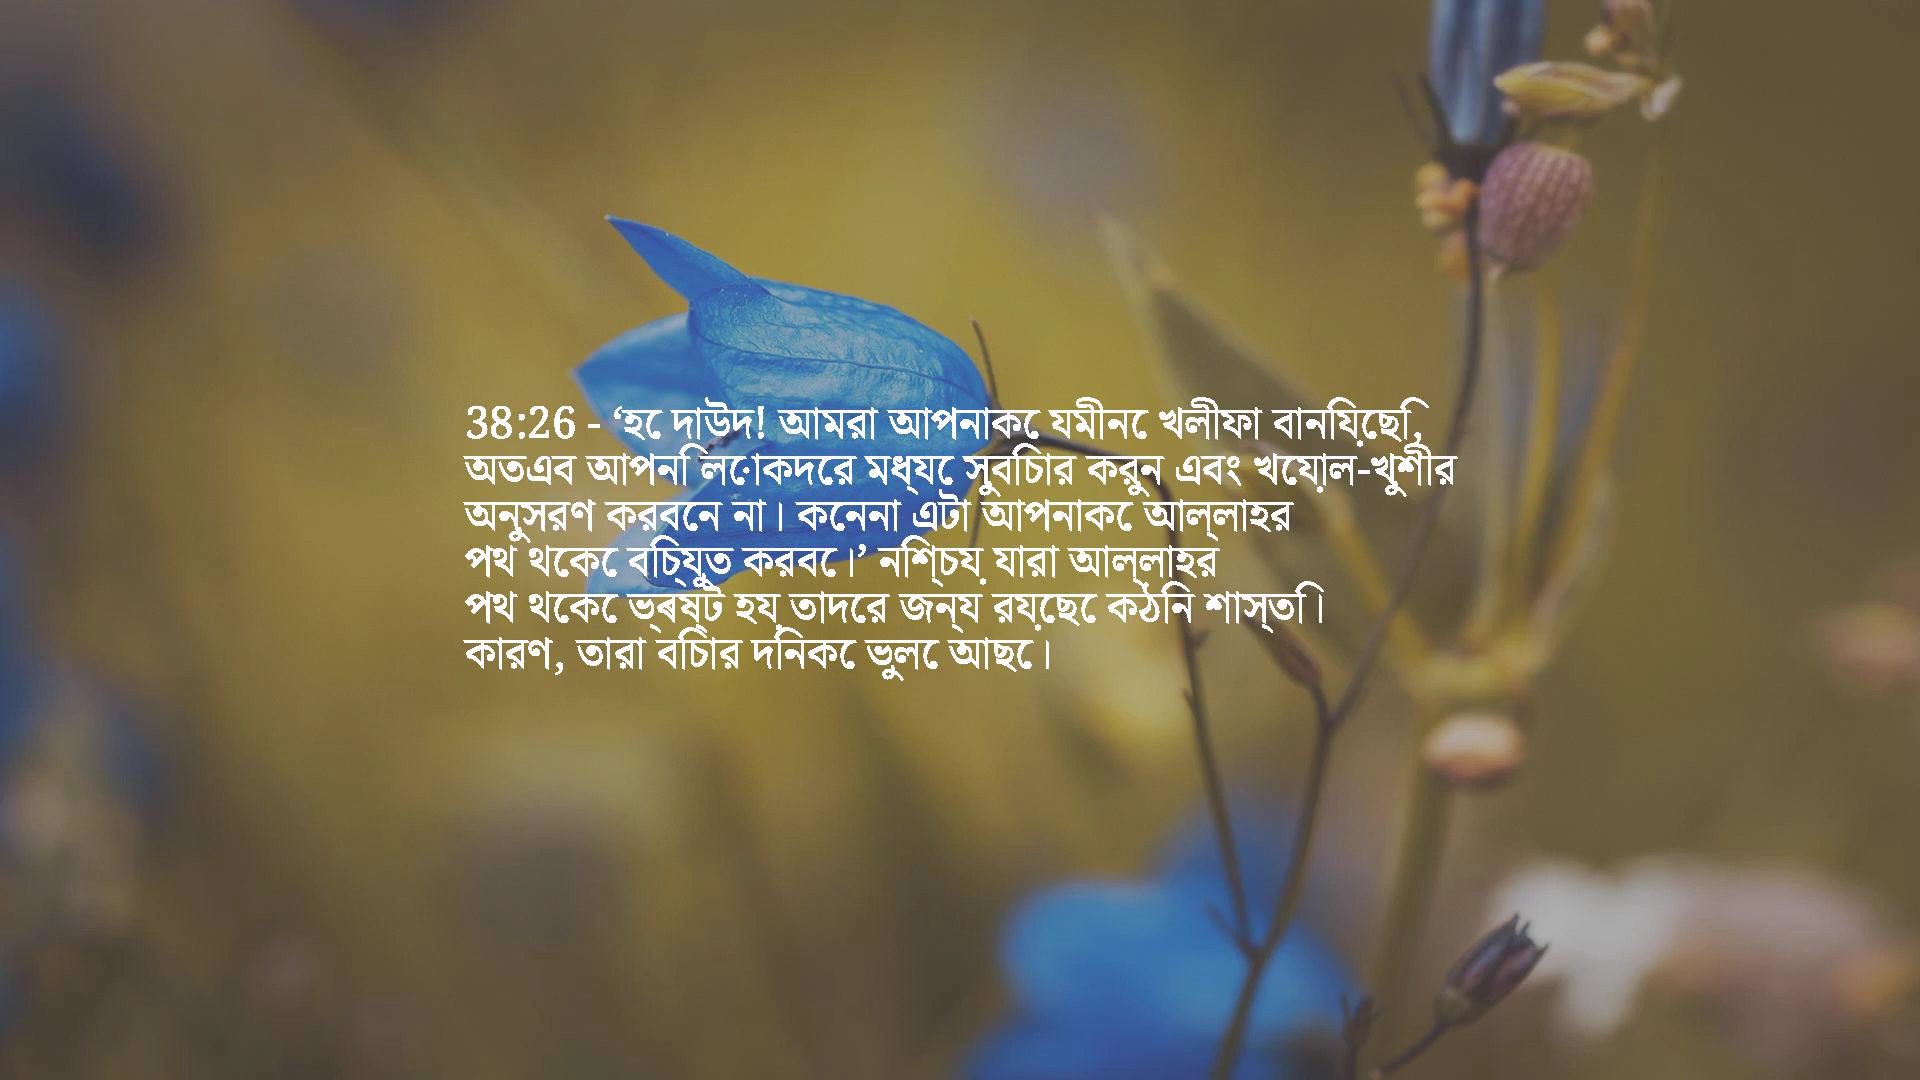 38:26 - ‘হে দাউদ! আমরা আপনাকে যমীনে খলীফা বানিয়েছি,
অতএব আপনি লোকদের মধ্যে সুবিচার করুন এবং খেয়াল-খুশীর
অনুসরণ করবেন না। কেননা এটা আপনাকে আল্লাহর
পথ থেকে বিচ্যুত করবে।’ নিশ্চয় যারা আল্লাহর
পথ থেকে ভ্ৰষ্ট হয় তাদের জন্য রয়েছে কঠিন শাস্তি।
কারণ, তারা বিচার দিনকে ভুলে আছে।